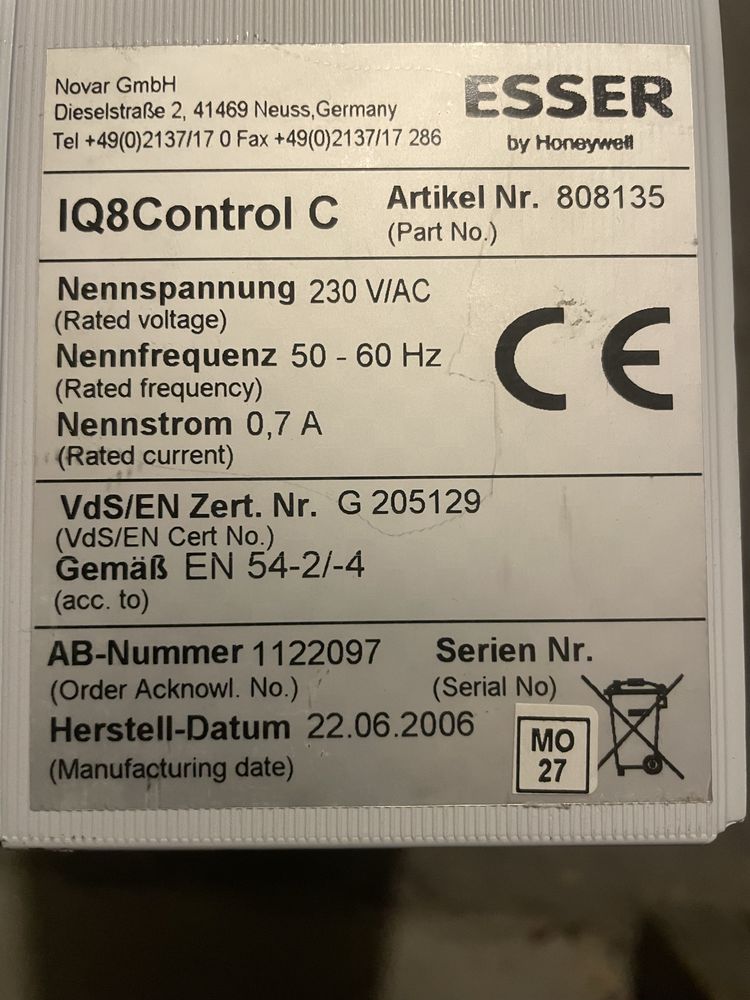 Novar GmbH
Dieselstraße 2, 41469 Neuss,Germany
Tel +49(0)2137/17 0 Fax +49(0)2137/17 286
ESSER
by Honeywell
IQ8Control C
Artikel Nr. 808135
(Part No.)
Nennspannung 230 V/AC
(Rated voltage)
Nennfrequenz 50 - 60 Hz
(Rated frequency)
Nennstrom 0,7 A
(Rated current)
CE
VdS/EN Zert. Nr. G 205129
(VdS/EN Cert No.)
Gemäß EN 54-2/-4
(acc. to)
AB-Nummer 1122097
(Order Acknowl. No.)
Serien Nr.
(Serial No)
Herstell-Datum 22.06.2006
(Manufacturing date)
MO
27